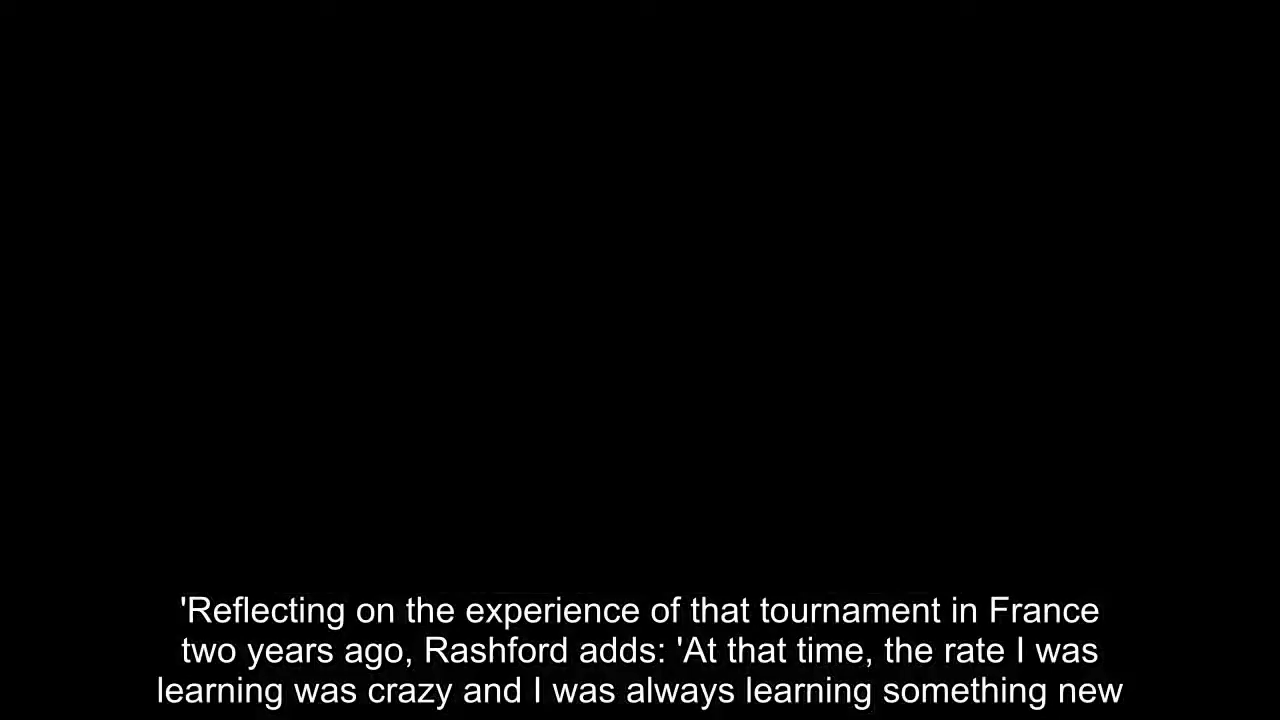 'Reflecting on the experience of that tournament in France
two years ago, Rashford adds: 'At that time, the rate I was
learning was crazy and I was always learning something new